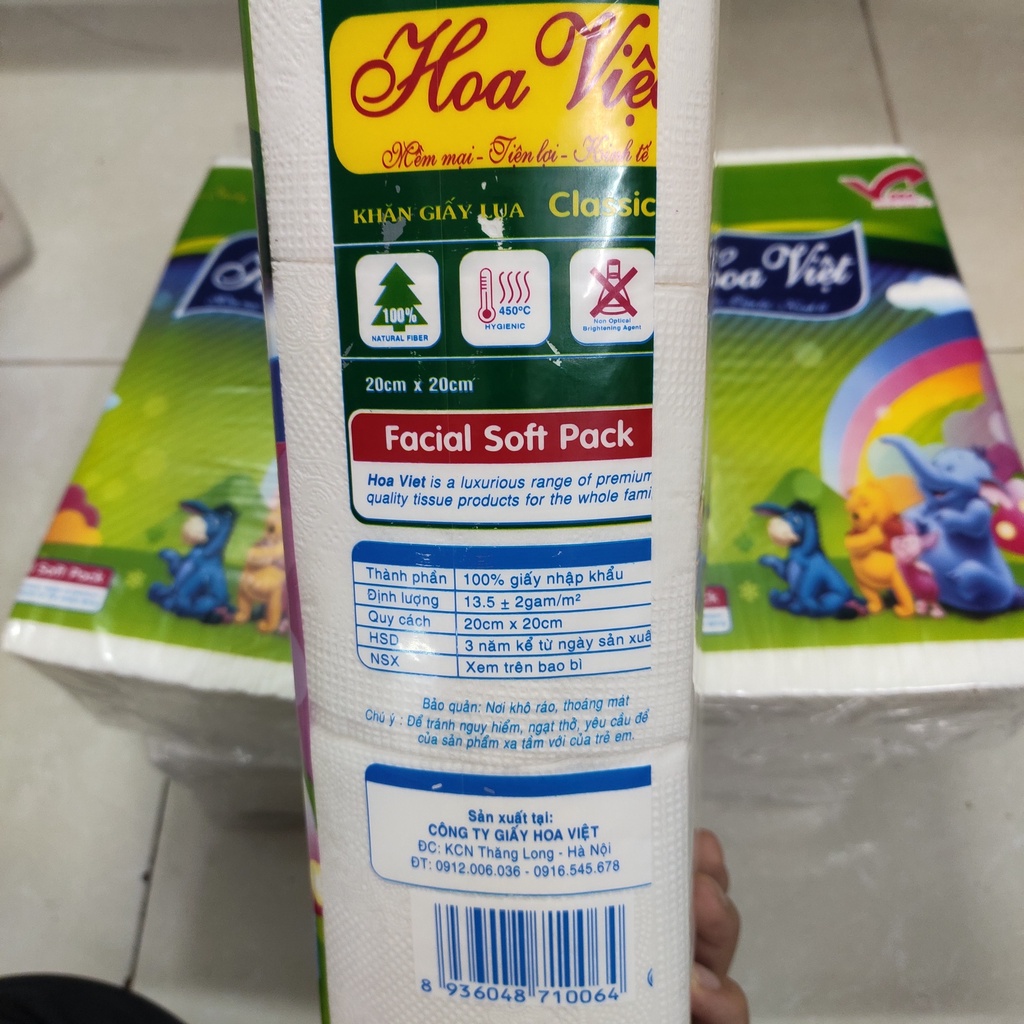 Hoa Việt
Mềm mại - Tiện lợi - Kinh tế
KHĂN GIẤY LỤA Classic
100%
NATURAL FIBER
450°C
HYGIENIC
Non Optical
Brightening Agent
20cm x 20cm
Facial Soft Pack
Hoa Viet is a luxurious range of premium
quality tissue products for the whole fami
Thành phần 100% giấy nhập khẩu
Định lượng 13.5 ± 2gam/m²
Quy cách 20cm x 20cm
HSD 3 năm kể từ ngày sản xuấ
NSX Xem trên bao bì
Bảo quản: Nơi khô ráo, thoáng mát
Chú ý : Để tránh nguy hiểm, ngạt thở, yêu cầu để
của sản phẩm xa tầm với của trẻ em.
Sản xuất tại:
CÔNG TY GIẤY HOA VIỆT
ĐC: KCN Thăng Long - Hà Nội
ĐT: 0912.006.036 - 0916.545.678
8 936048 710064
Hoa Việt
Soft Pack